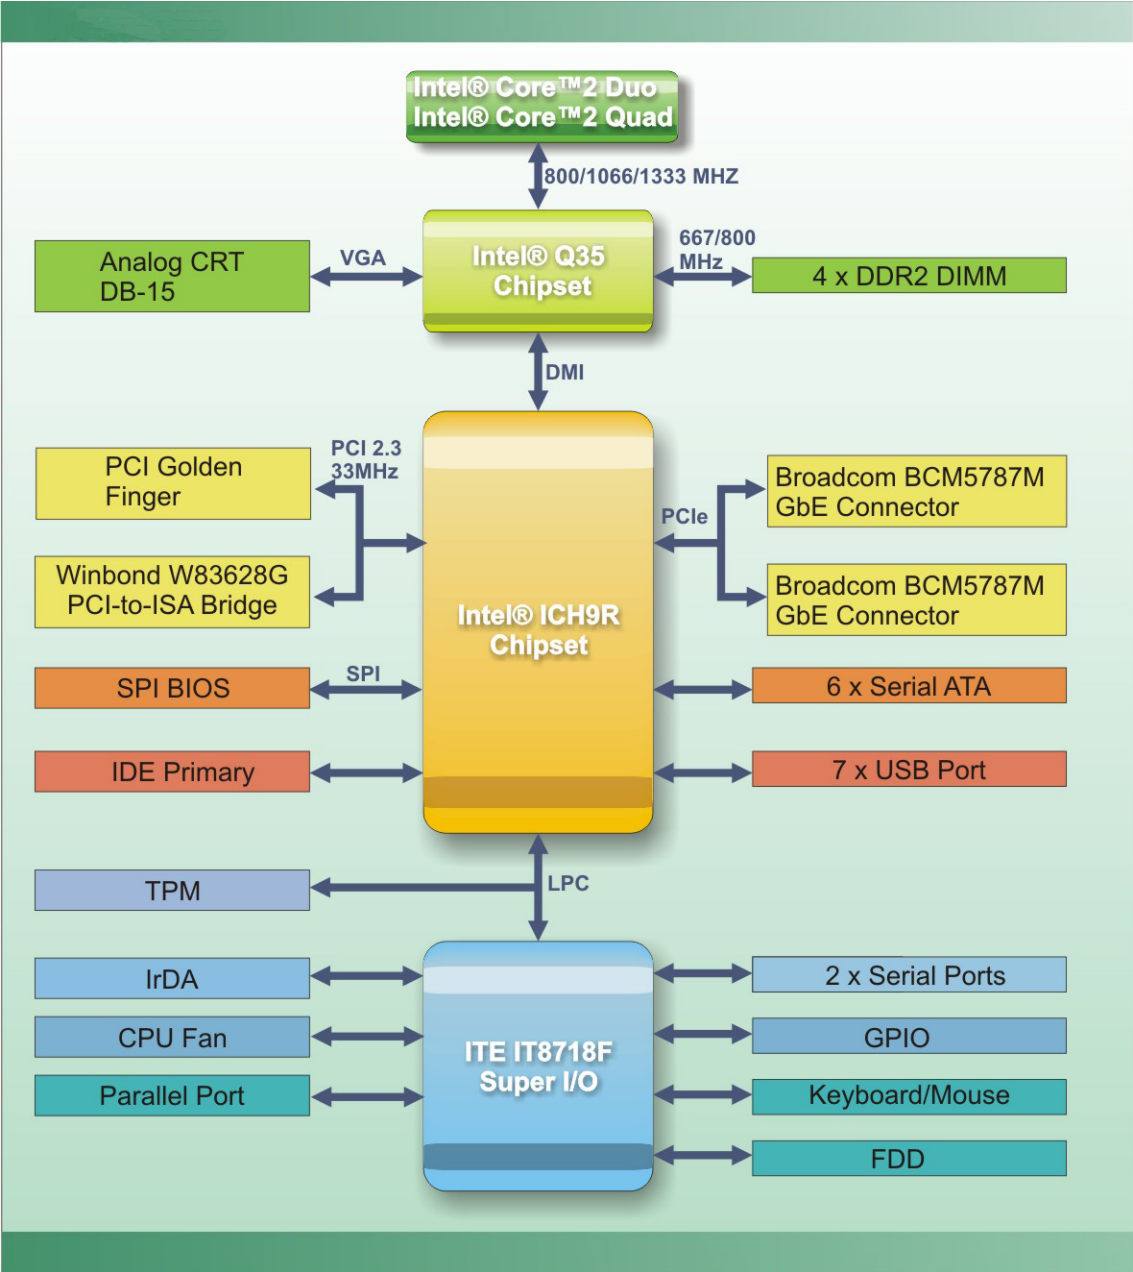 Intel® Core™2 Duo
Intel® Core™2 Quad
800/1066/1333 MHZ
Analog CRT
DB-15
VGA
Intel® Q35
Chipset
667/800
MHz
4 x DDR2 DIMM
DMI
PCI Golden
Finger
PCI 2.3
33MHz
Winbond W83628G
PCI-to-ISA Bridge
Intel® ICH9R
Chipset
PCIe
Broadcom BCM5787M
GbE Connector
Broadcom BCM5787M
GbE Connector
SPI BIOS
SPI
6 x Serial ATA
IDE Primary
7 x USB Port
TPM
LPC
IrDA
2 x Serial Ports
CPU Fan
ITE IT8718F
Super I/O
GPIO
Parallel Port
Keyboard/Mouse
FDD